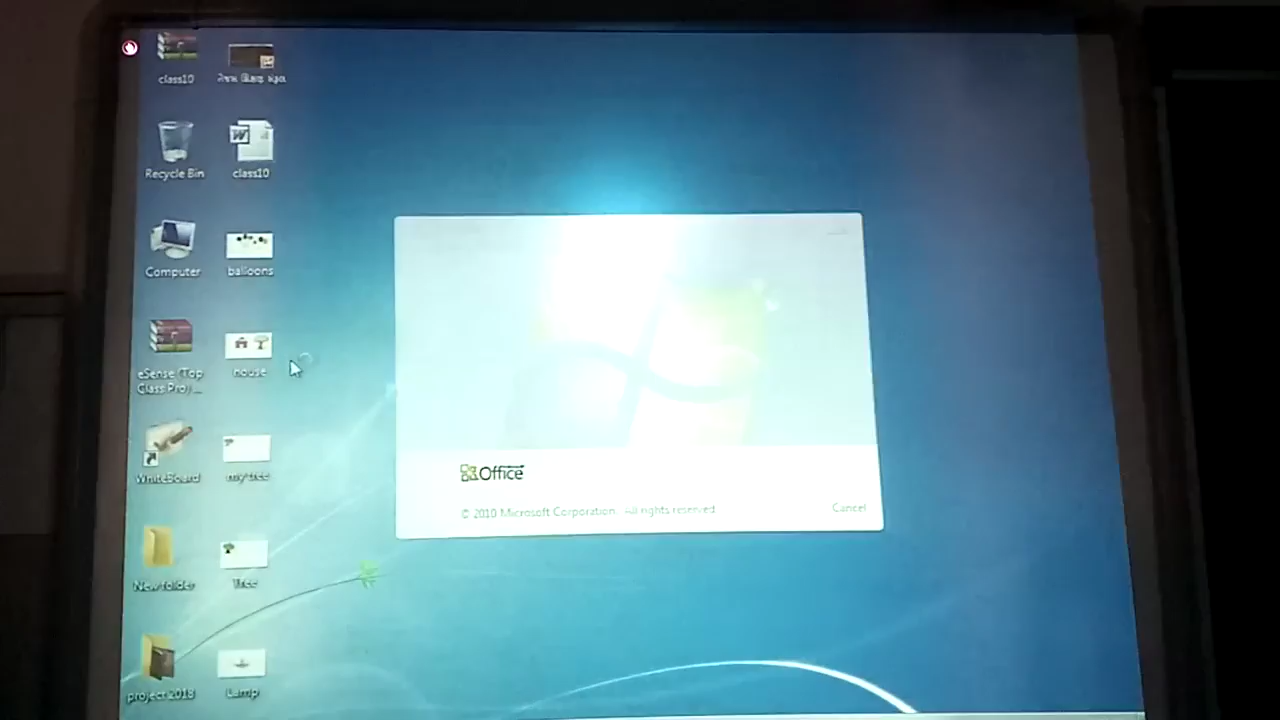 class10
Recycle Bin
class10
Computer
balloons
eSense (Top
Class Pro) ...
house
WhiteBoard
my tree
New folder
Tree
project 2018
Lamp
Office
© 2010 Microsoft Corporation. All rights reserved.
Cancel